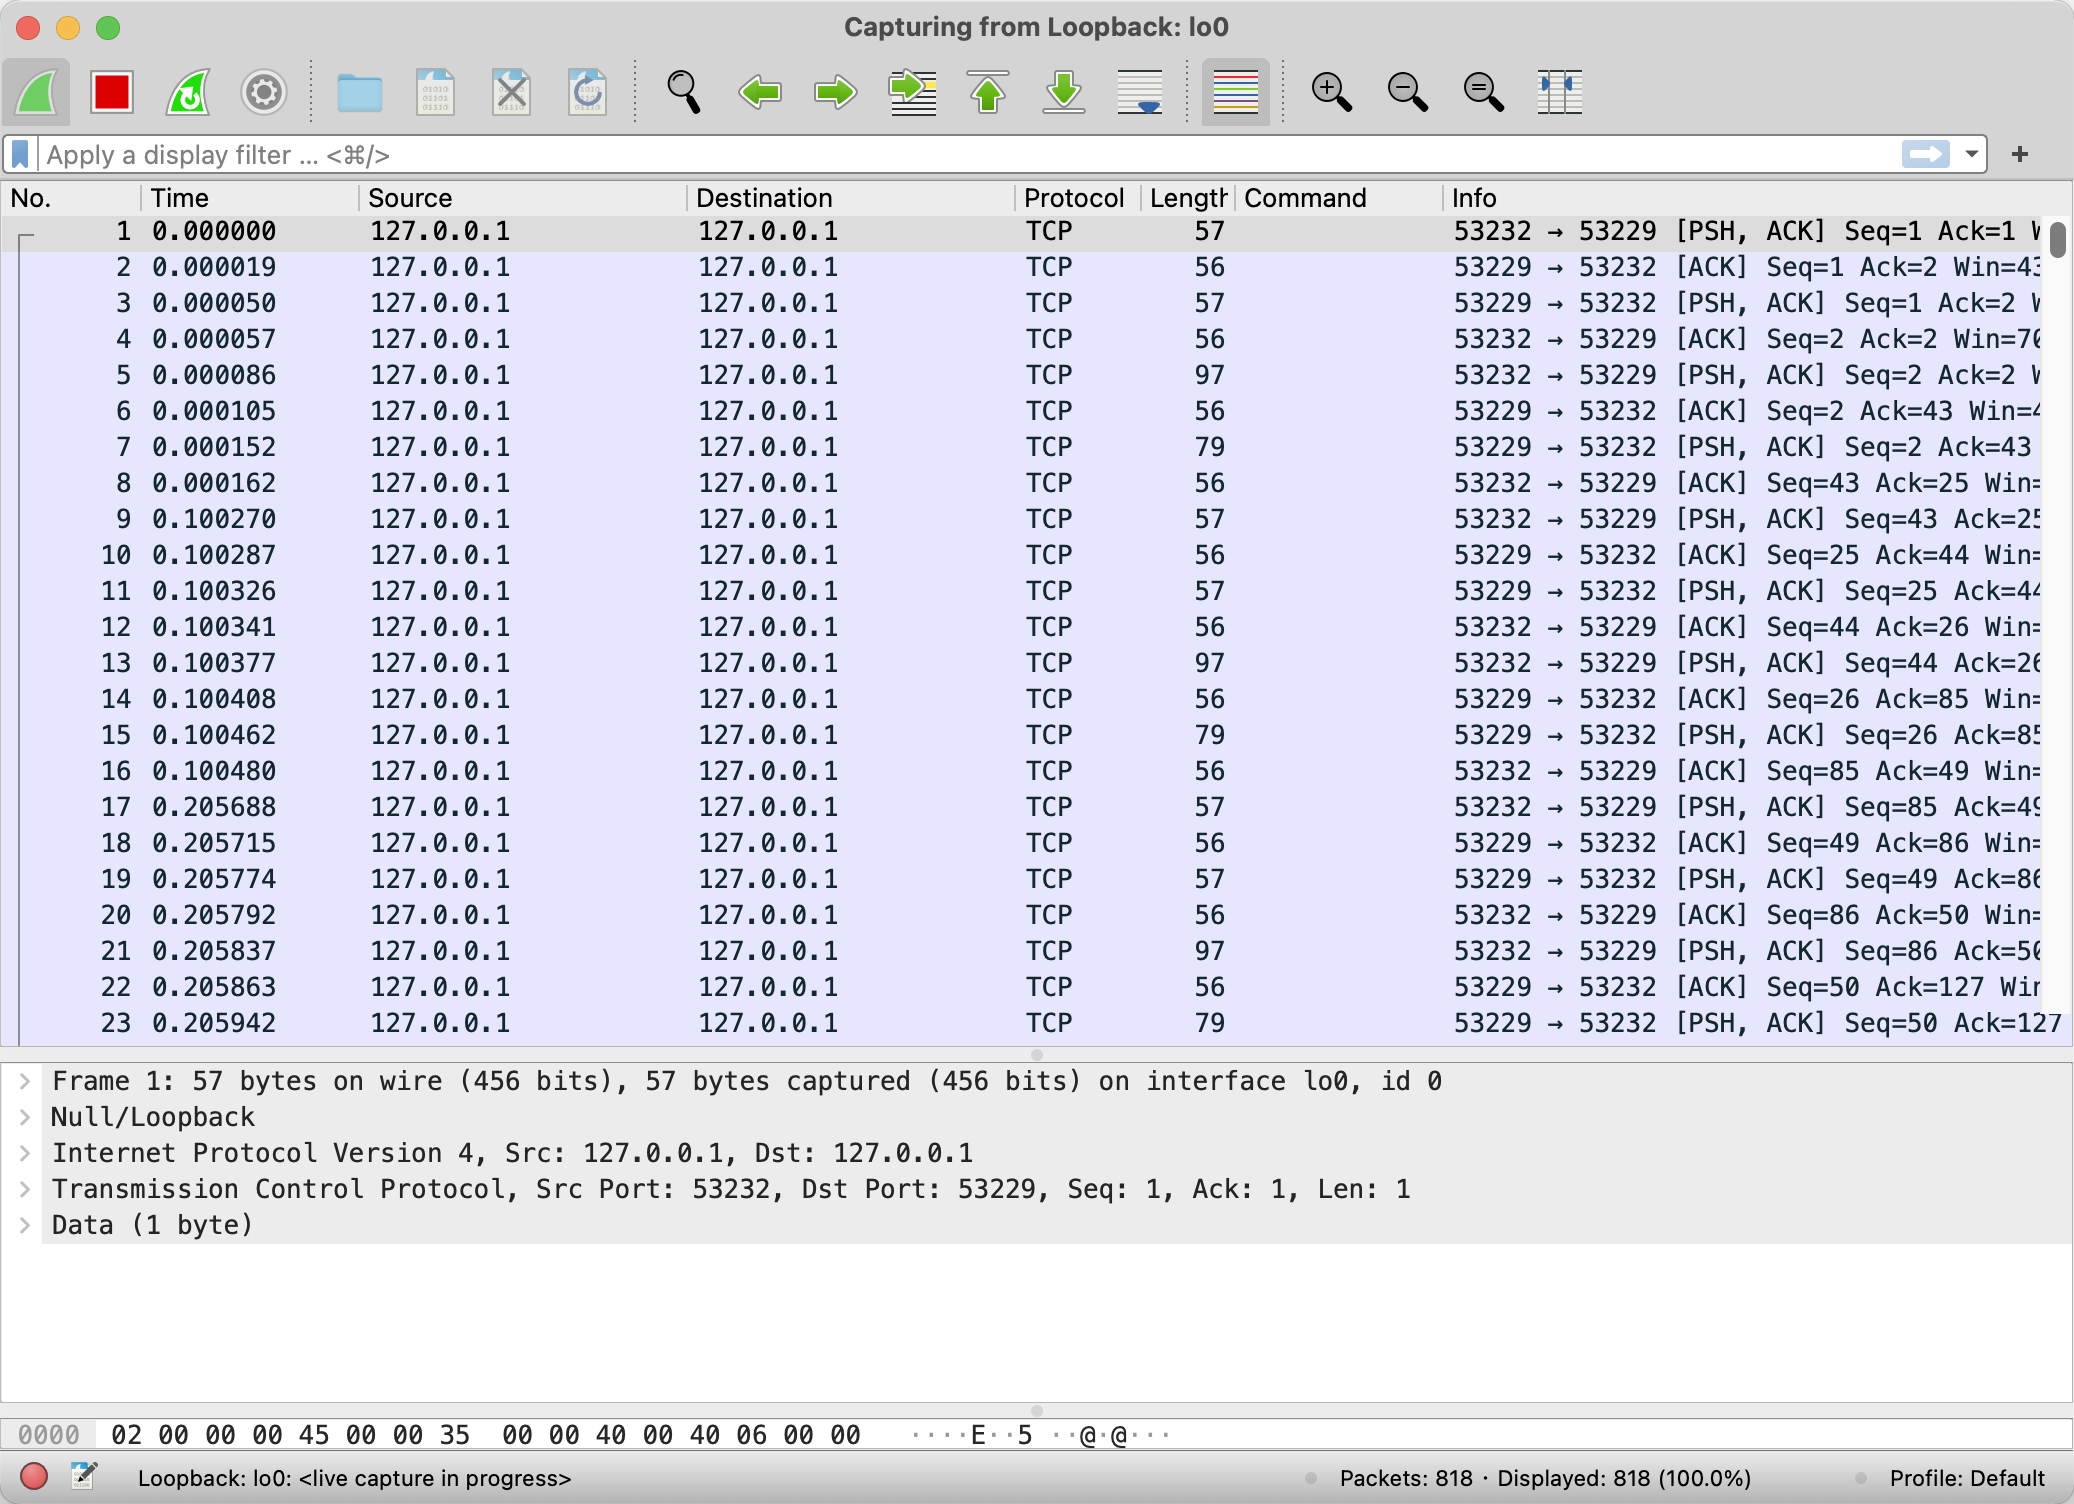 Capturing from Loopback: lo0
Apply a display filter … <⌘/>
No. Time Source Destination Protocol Length Command Info
1 0.000000 127.0.0.1 127.0.0.1 TCP 57 53232 → 53229 [PSH, ACK] Seq=1 Ack=1 W
2 0.000019 127.0.0.1 127.0.0.1 TCP 56 53229 → 53232 [ACK] Seq=1 Ack=2 Win=43
3 0.000050 127.0.0.1 127.0.0.1 TCP 57 53229 → 53232 [PSH, ACK] Seq=1 Ack=2 W
4 0.000057 127.0.0.1 127.0.0.1 TCP 56 53232 → 53229 [ACK] Seq=2 Ack=2 Win=70
5 0.000086 127.0.0.1 127.0.0.1 TCP 97 53232 → 53229 [PSH, ACK] Seq=2 Ack=2 W
6 0.000105 127.0.0.1 127.0.0.1 TCP 56 53229 → 53232 [ACK] Seq=2 Ack=43 Win=4
7 0.000152 127.0.0.1 127.0.0.1 TCP 79 53229 → 53232 [PSH, ACK] Seq=2 Ack=43
8 0.000162 127.0.0.1 127.0.0.1 TCP 56 53232 → 53229 [ACK] Seq=43 Ack=25 Win=
9 0.100270 127.0.0.1 127.0.0.1 TCP 57 53232 → 53229 [PSH, ACK] Seq=43 Ack=25
10 0.100287 127.0.0.1 127.0.0.1 TCP 56 53229 → 53232 [ACK] Seq=25 Ack=44 Win=
11 0.100326 127.0.0.1 127.0.0.1 TCP 57 53229 → 53232 [PSH, ACK] Seq=25 Ack=44
12 0.100341 127.0.0.1 127.0.0.1 TCP 56 53232 → 53229 [ACK] Seq=44 Ack=26 Win=
13 0.100377 127.0.0.1 127.0.0.1 TCP 97 53232 → 53229 [PSH, ACK] Seq=44 Ack=26
14 0.100408 127.0.0.1 127.0.0.1 TCP 56 53229 → 53232 [ACK] Seq=26 Ack=85 Win=
15 0.100462 127.0.0.1 127.0.0.1 TCP 79 53229 → 53232 [PSH, ACK] Seq=26 Ack=85
16 0.100480 127.0.0.1 127.0.0.1 TCP 56 53232 → 53229 [ACK] Seq=85 Ack=49 Win=
17 0.205688 127.0.0.1 127.0.0.1 TCP 57 53232 → 53229 [PSH, ACK] Seq=85 Ack=49
18 0.205715 127.0.0.1 127.0.0.1 TCP 56 53229 → 53232 [ACK] Seq=49 Ack=86 Win=
19 0.205774 127.0.0.1 127.0.0.1 TCP 57 53229 → 53232 [PSH, ACK] Seq=49 Ack=86
20 0.205792 127.0.0.1 127.0.0.1 TCP 56 53232 → 53229 [ACK] Seq=86 Ack=50 Win=
21 0.205837 127.0.0.1 127.0.0.1 TCP 97 53232 → 53229 [PSH, ACK] Seq=86 Ack=50
22 0.205863 127.0.0.1 127.0.0.1 TCP 56 53229 → 53232 [ACK] Seq=50 Ack=127 Win
23 0.205942 127.0.0.1 127.0.0.1 TCP 79 53229 → 53232 [PSH, ACK] Seq=50 Ack=127
Frame 1: 57 bytes on wire (456 bits), 57 bytes captured (456 bits) on interface lo0, id 0
Null/Loopback
Internet Protocol Version 4, Src: 127.0.0.1, Dst: 127.0.0.1
Transmission Control Protocol, Src Port: 53232, Dst Port: 53229, Seq: 1, Ack: 1, Len: 1
Data (1 byte)
0000 02 00 00 00 45 00 00 35 00 00 40 00 40 06 00 00 ····E··5 ··@·@···
Loopback: lo0: <live capture in progress> Packets: 818 · Displayed: 818 (100.0%) Profile: Default